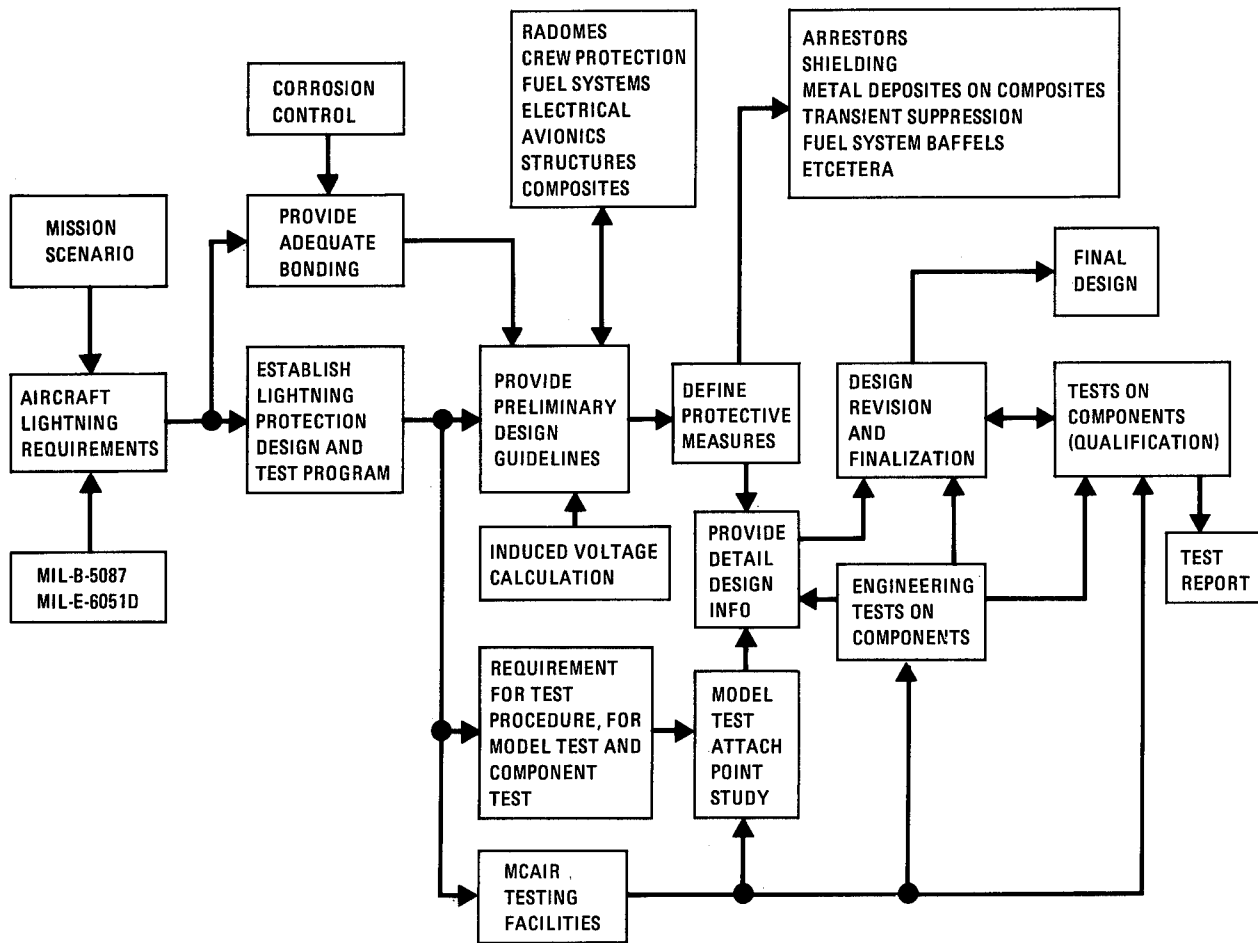 RADOMES
CREW PROTECTION
FUEL SYSTEMS
ELECTRICAL
AVIONICS
STRUCTURES
COMPOSITES
ARRESTORS
SHIELDING
METAL DEPOSITES ON COMPOSITES
TRANSIENT SUPPRESSION
FUEL SYSTEM BAFFELS
ETCETERA
CORROSION
CONTROL
MISSION
SCENARIO
PROVIDE
ADEQUATE
BONDING
FINAL
DESIGN
AIRCRAFT
LIGHTNING
REQUIREMENTS
ESTABLISH
LIGHTNING
PROTECTION
DESIGN AND
TEST PROGRAM
PROVIDE
PRELIMINARY
DESIGN
GUIDELINES
DEFINE
PROTECTIVE
MEASURES
DESIGN
REVISION
AND
FINALIZATION
TESTS ON
COMPONENTS
(QUALIFICATION)
MIL-B-5087
MIL-E-6051D
INDUCED VOLTAGE
CALCULATION
PROVIDE
DETAIL
DESIGN
INFO
ENGINEERING
TESTS ON
COMPONENTS
TEST
REPORT
REQUIREMENT
FOR TEST
PROCEDURE, FOR
MODEL TEST AND
COMPONENT
TEST
MODEL
TEST
ATTACH
POINT
STUDY
MCAIR
TESTING
FACILITIES